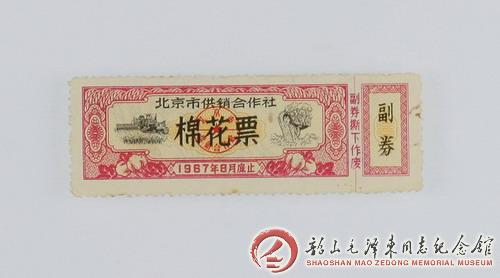 北京市供销合作社
棉花票
1967年8月底止
副券撕下作废
副券
韶山毛泽东同志纪念馆
SHAOSHAN MAO ZEDONG MEMORIAL MUSEUM